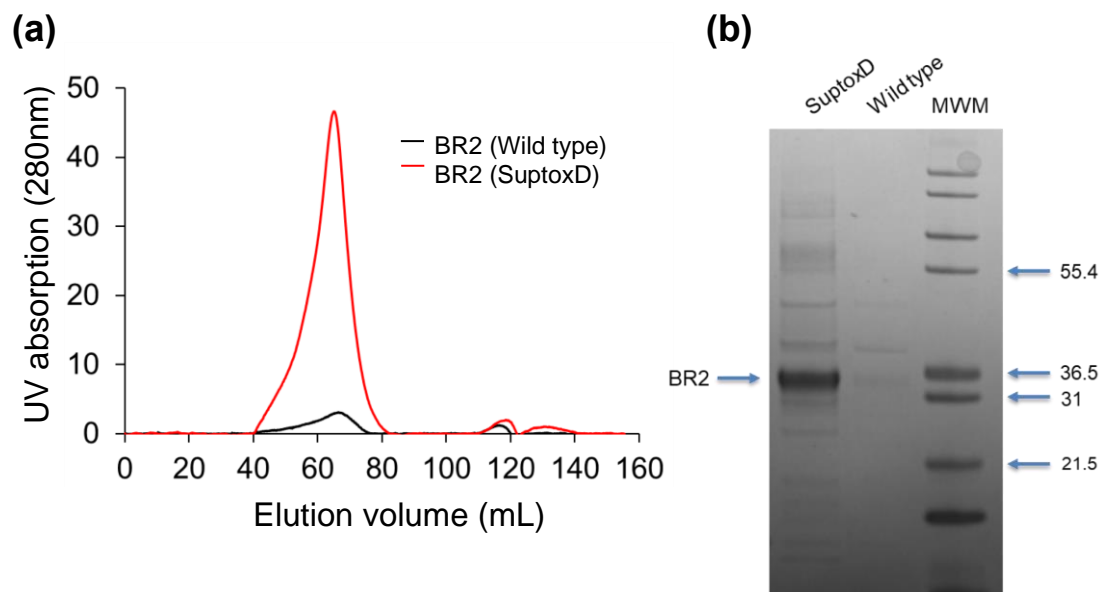 (a)
50
40
30
20
10
0
UV absorption (280nm)
0 20 40 60 80 100 120 140 160
Elution volume (mL)
BR2 (Wild type)
BR2 (SuptoxD)
(b)
SuptoxD
Wild type
MWM
BR2
55.4
36.5
31
21.5